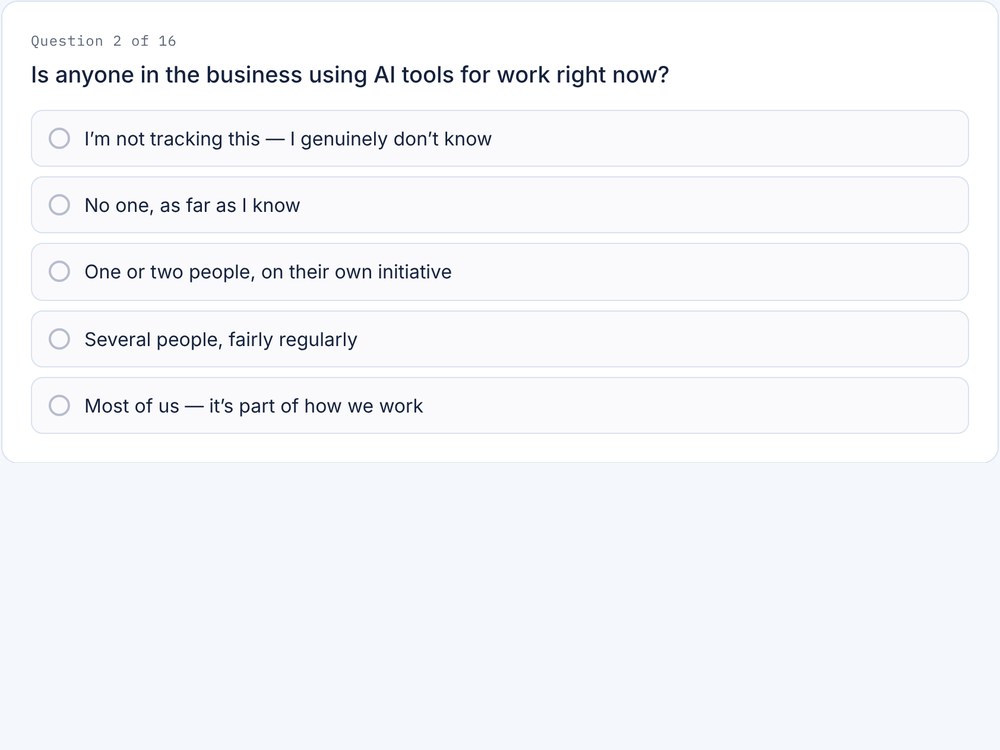 Question 2 of 16
Is anyone in the business using AI tools for work right now?
I’m not tracking this — I genuinely don’t know
No one, as far as I know
One or two people, on their own initiative
Several people, fairly regularly
Most of us — it’s part of how we work